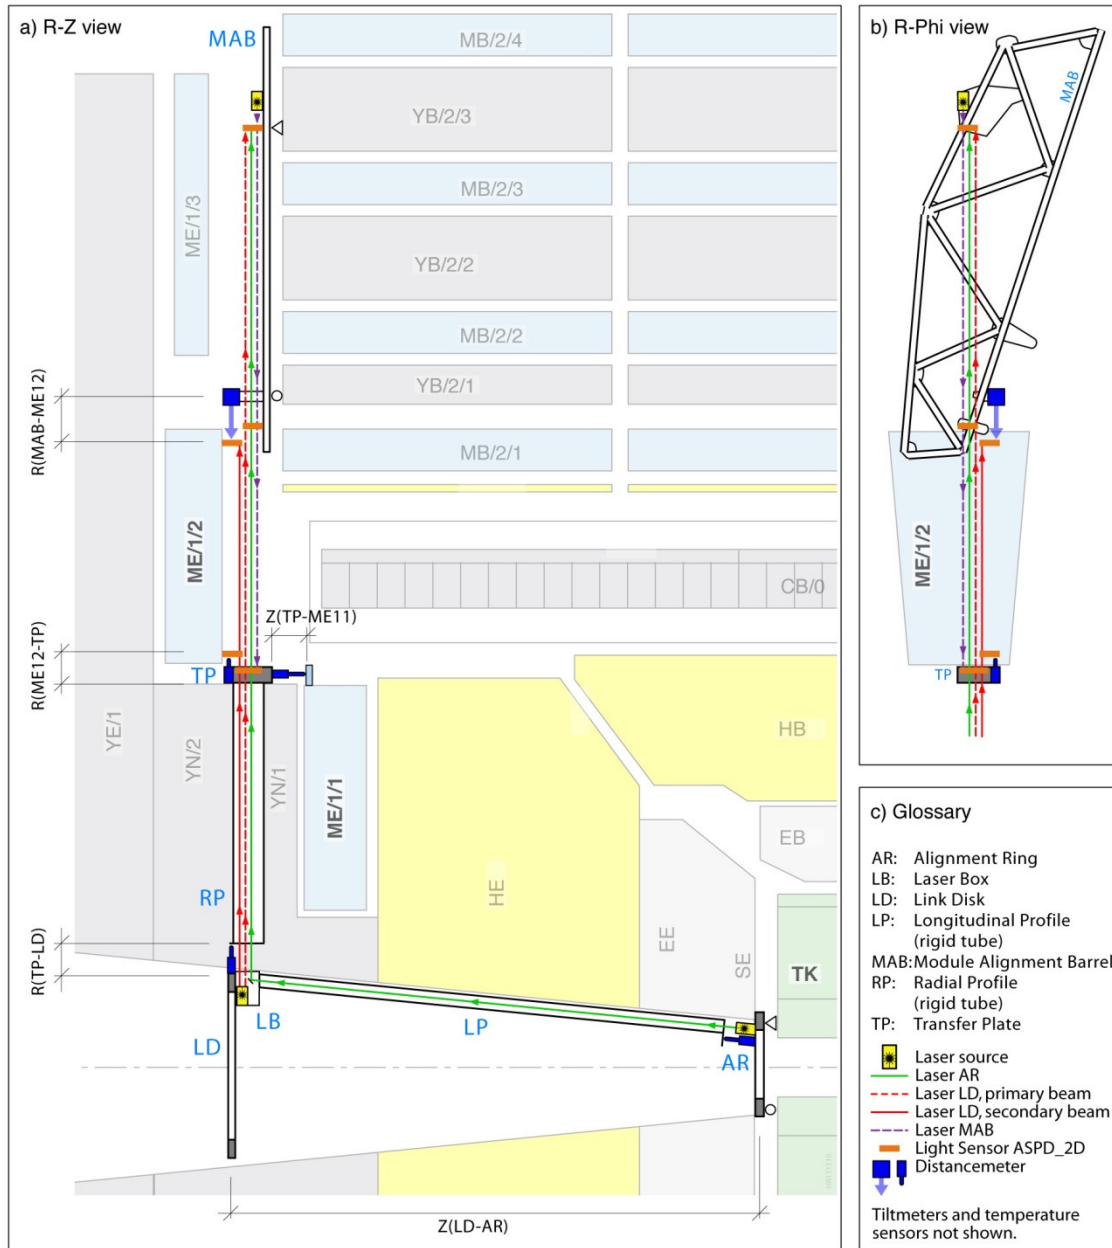 a) R-Z view
MAB
MB/2/4
YB/2/3
MB/2/3
ME/1/3
YB/2/2
MB/2/2
YB/2/1
R(MAB-ME12)
MB/2/1
ME/1/2
CB/0
Z(TP-ME11)
R(ME12-TP)
TP
YE/1
YN/2
YN/1
ME/1/1
HB
EB
HE
RP
EE
SE
TK
R(TP-LD)
LB
LP
LD
AR
Z(LD-AR)
b) R-Phi view
MAB
ME/1/2
TP
c) Glossary
AR: Alignment Ring
LB: Laser Box
LD: Link Disk
LP: Longitudinal Profile
(rigid tube)
MAB: Module Alignment Barrel
RP: Radial Profile
(rigid tube)
TP: Transfer Plate
Laser source
Laser AR
Laser LD, primary beam
Laser LD, secondary beam
Laser MAB
Light Sensor ASPD_2D
Distancemeter
Tiltmeters and temperature
sensors not shown.